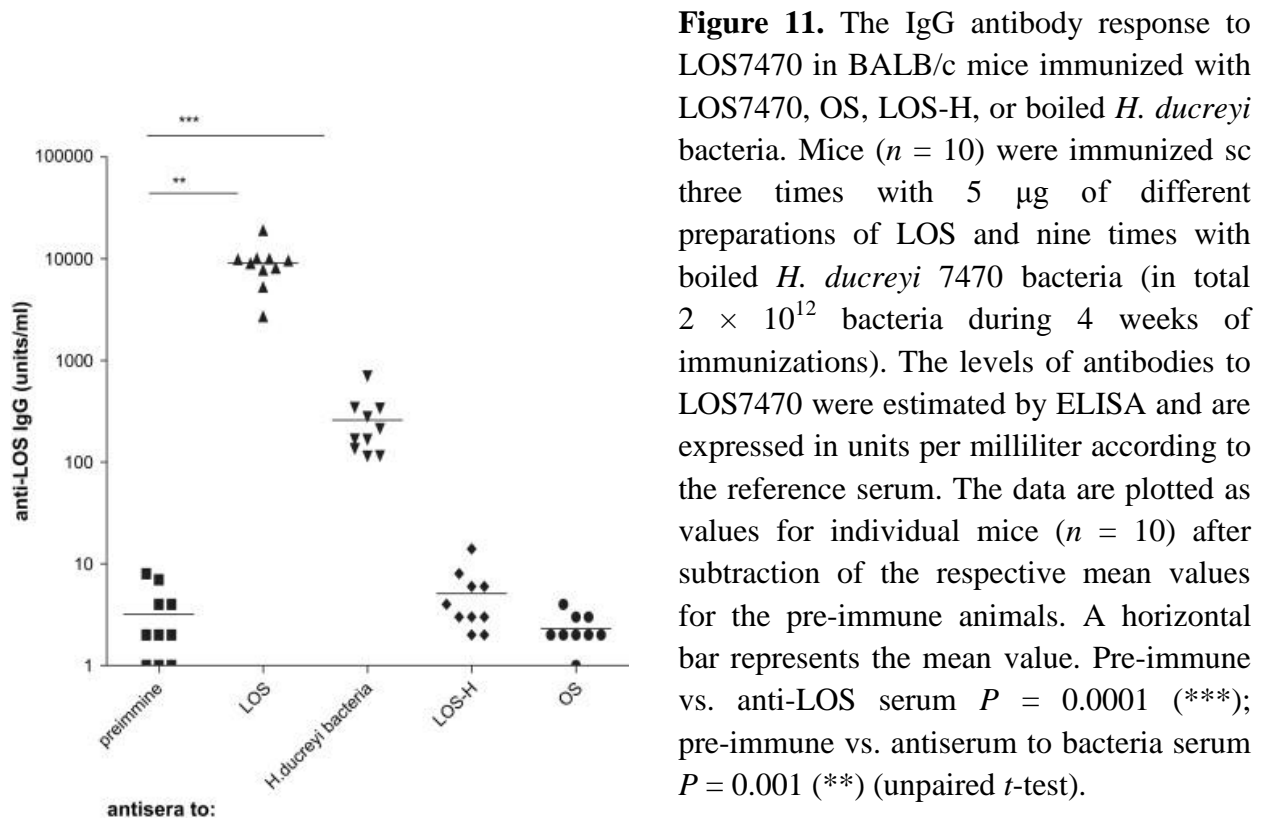 ***
100000
**
10000
1000
100
10
1
anti-LOS IgG (units/ml)
preimmine
LOS
H.ducreyi bacteria
LOS-H
OS
antisera to:
Figure 11. The IgG antibody response to
LOS7470 in BALB/c mice immunized with
LOS7470, OS, LOS-H, or boiled H. ducreyi
bacteria. Mice (n = 10) were immunized sc
three times with 5 μg of different
preparations of LOS and nine times with
boiled H. ducreyi 7470 bacteria (in total
2 × 10¹² bacteria during 4 weeks of
immunizations). The levels of antibodies to
LOS7470 were estimated by ELISA and are
expressed in units per milliliter according to
the reference serum. The data are plotted as
values for individual mice (n = 10) after
subtraction of the respective mean values
for the pre-immune animals. A horizontal
bar represents the mean value. Pre-immune
vs. anti-LOS serum P = 0.0001 (***);
pre-immune vs. antiserum to bacteria serum
P = 0.001 (**) (unpaired t-test).